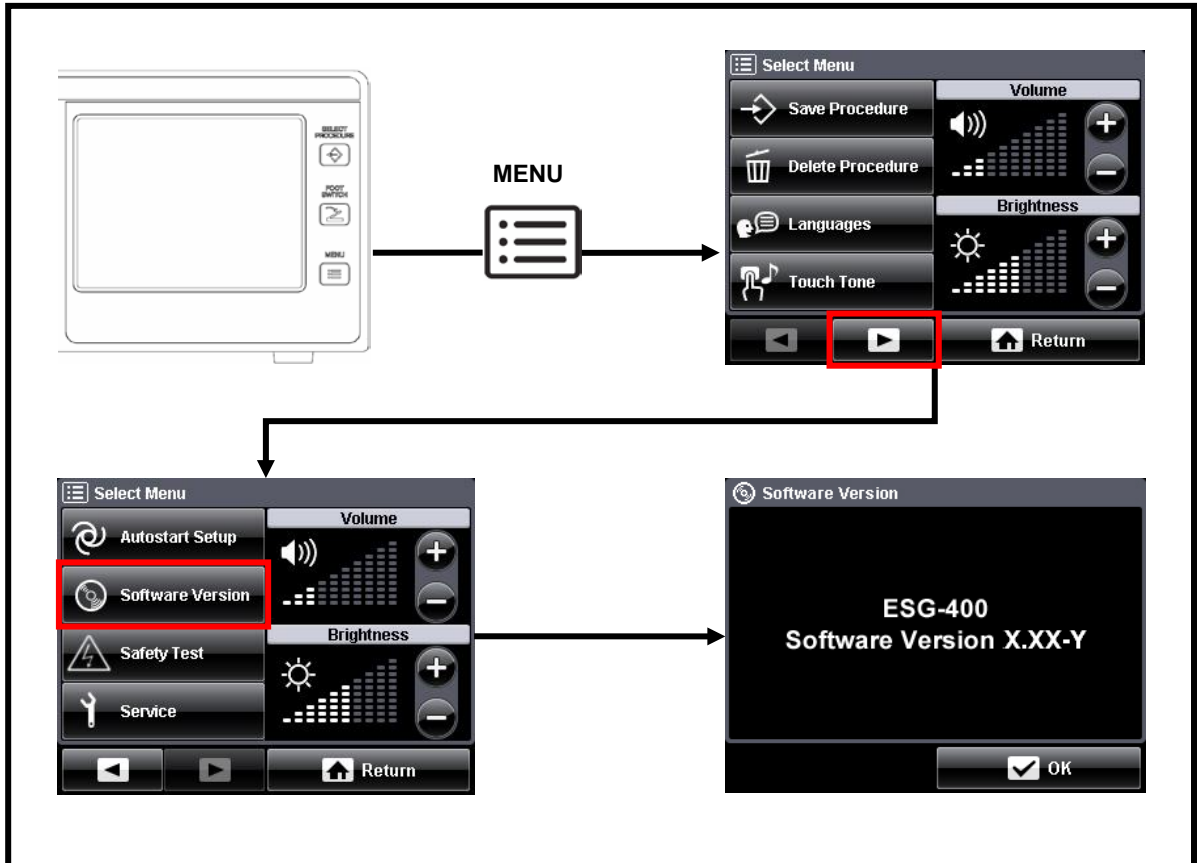 SELECT
PROCEDURE
FOOT
SWITCH
MENU
MENU
Select Menu
Save Procedure
Delete Procedure
Languages
Touch Tone
Volume
Brightness
Return
Select Menu
Autostart Setup
Software Version
Safety Test
Service
Volume
Brightness
Return
Software Version
ESG-400
Software Version X.XX-Y
OK